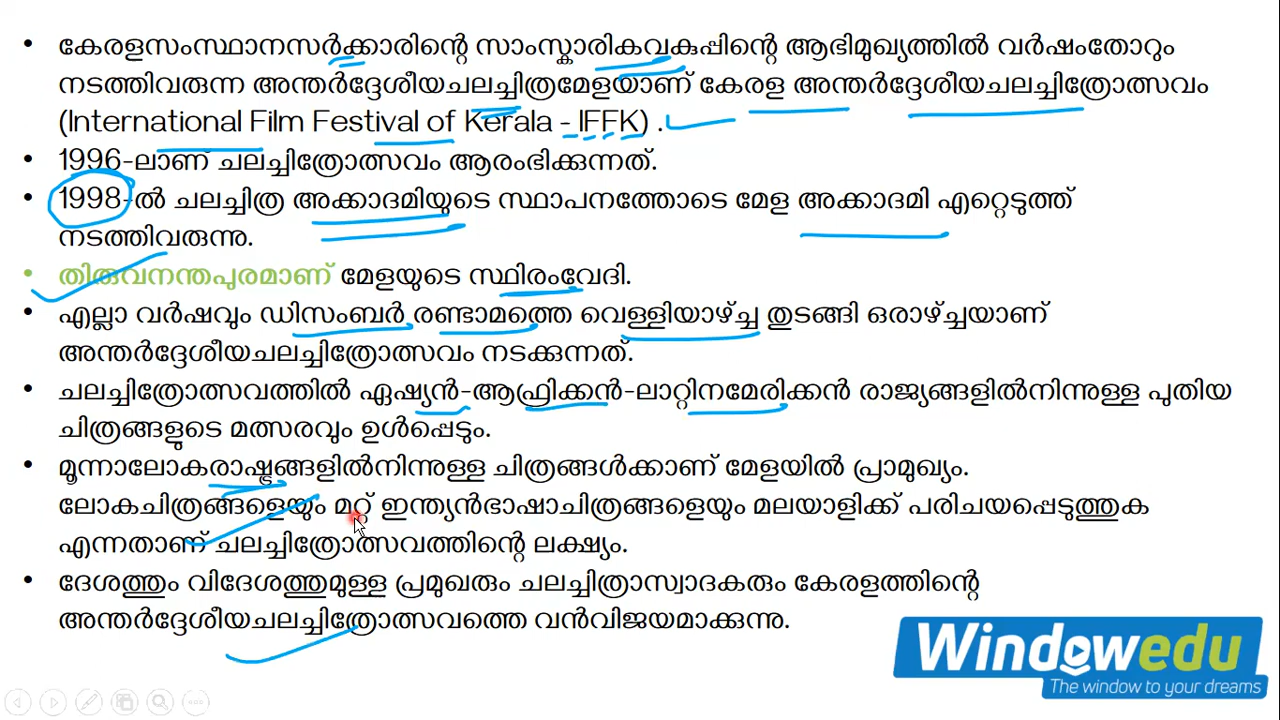 • കേരളസംസ്ഥാനസർക്കാരിന്റെ സാംസ്കാരികവകുപ്പിന്റെ ആഭിമുഖ്യത്തിൽ വർഷംതോറും
നടത്തിവരുന്ന അന്തർദ്ദേശീയചലച്ചിത്രമേളയാണ് കേരള അന്തർദ്ദേശീയചലച്ചിത്രോത്സവം
(International Film Festival of Kerala - IFFK) .
• 1996-ലാണ് ചലച്ചിത്രോത്സവം ആരംഭിക്കുന്നത്.
• 1998-ൽ ചലച്ചിത്ര അക്കാദമിയുടെ സ്ഥാപനത്തോടെ മേള അക്കാദമി എറ്റെടുത്ത്
നടത്തിവരുന്നു.
• തിരുവനന്തപുരമാണ് മേളയുടെ സ്ഥിരംവേദി.
• എല്ലാ വർഷവും ഡിസംബർ രണ്ടാമത്തെ വെള്ളിയാഴ്ച്ച തുടങ്ങി ഒരാഴ്ച്ചയാണ്
അന്തർദ്ദേശീയചലച്ചിത്രോത്സവം നടക്കുന്നത്.
• ചലച്ചിത്രോത്സവത്തിൽ ഏഷ്യൻ-ആഫ്രിക്കൻ-ലാറ്റിനമേരിക്കൻ രാജ്യങ്ങളിൽനിന്നുള്ള പുതിയ
ചിത്രങ്ങളുടെ മത്സരവും ഉൾപ്പെടും.
• മൂന്നാലോകരാഷ്ട്രങ്ങളിൽനിന്നുള്ള ചിത്രങ്ങൾക്കാണ് മേളയിൽ പ്രാമുഖ്യം.
ലോകചിത്രങ്ങളെയും മറ്റ് ഇന്ത്യൻഭാഷാചിത്രങ്ങളെയും മലയാളിക്ക് പരിചയപ്പെടുത്തുക
എന്നതാണ് ചലച്ചിത്രോത്സവത്തിന്റെ ലക്ഷ്യം.
• ദേശത്തും വിദേശത്തുമുള്ള പ്രമുഖരും ചലച്ചിത്രാസ്വാദകരും കേരളത്തിന്റെ
അന്തർദ്ദേശീയചലച്ചിത്രോത്സവത്തെ വൻവിജയമാക്കുന്നു.
Windowedu
The window to your dreams